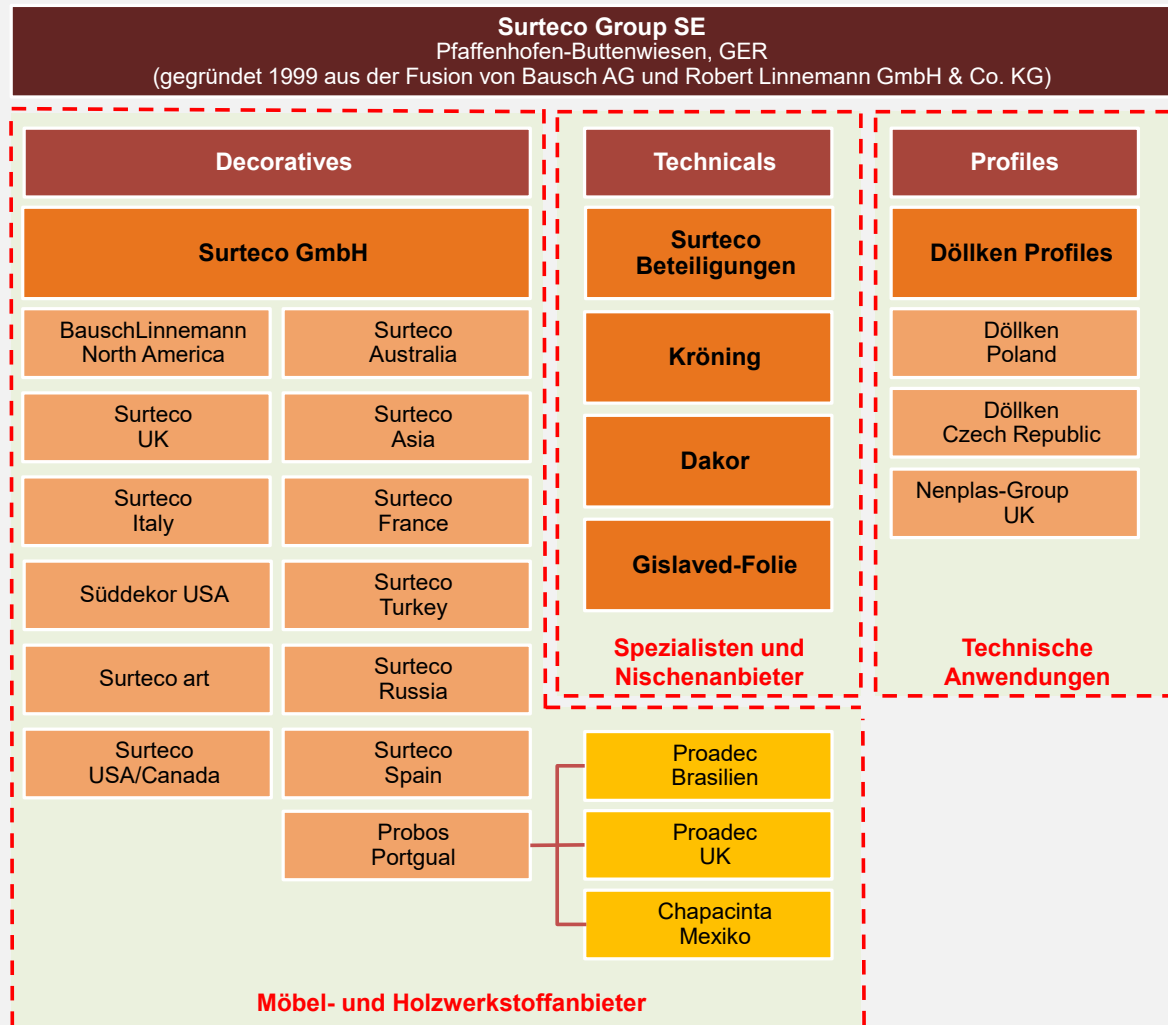 Surteco Group SE
Pfaffenhofen-Buttenwiesen, GER
(gegründet 1999 aus der Fusion von Bausch AG und Robert Linnemann GmbH & Co. KG)
Decoratives
Surteco GmbH
BauschLinnemann
North America
Surteco
Australia
Surteco
UK
Surteco
Asia
Surteco
Italy
Surteco
France
Süddekor USA
Surteco
Turkey
Surteco art
Surteco
Russia
Surteco
USA/Canada
Surteco
Spain
Probos
Portgual
Proadec
Brasilien
Proadec
UK
Chapacinta
Mexiko
Möbel- und Holzwerkstoffanbieter
Technicals
Surteco
Beteiligungen
Kröning
Dakor
Gislaved-Folie
Spezialisten und
Nischenanbieter
Profiles
Döllken Profiles
Döllken
Poland
Döllken
Czech Republic
Nenplas-Group
UK
Technische
Anwendungen